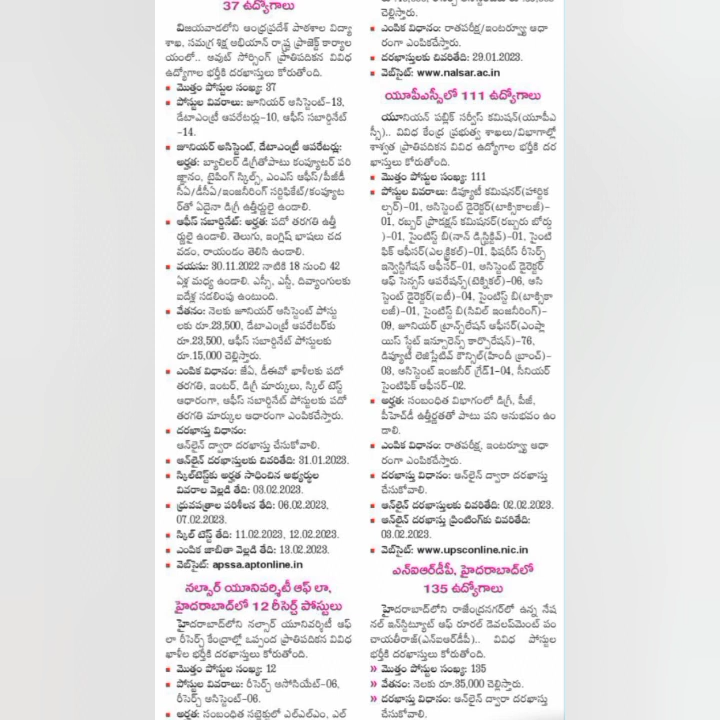 37 ఉద్యోగాలు
విజయవాడలోని ఆంధ్రప్రదేశ్ పాఠశాల విద్యా
శాఖ, సమగ్ర శిక్ష అభియాన్ రాష్ట్ర ప్రాజెక్ట్ కార్యాల
యంలో.. ఆవుట్ సోర్సింగ్ ప్రాతిపదికన వివిధ
ఉద్యోగాల భర్తీకి దరఖాస్తులు కోరుతోంది.
మొత్తం పోస్టుల సంఖ్య: 37
పోస్టుల వివరాలు: జూనియర్ అసిస్టెంట్-13,
డేటాఎంట్రీ ఆపరేటర్లు-10, ఆఫీస్ సబార్డినేట్
-14.
జూనియర్ అసిస్టెంట్, డేటాఎంట్రీ ఆపరేటర్లు:
అర్హత: బ్యాచిలర్ డిగ్రీతోపాటు కంప్యూటర్ పరి
జ్ఞానం, టైపింగ్ స్కిల్స్, ఎంఎస్ ఆఫీస్/పీజీడీ
సీఏ/డీసీఏ/ఇంజనీరింగ్ సర్టిఫికేట్/కంప్యూట
ర్‌తో ఏదైనా డిగ్రీ ఉత్తీర్ణులై ఉండాలి.
ఆఫీస్ సబార్డినేట్: అర్హత: పదో తరగతి ఉత్తీ
ర్ణులై ఉండాలి. తెలుగు, ఇంగ్లిష్ భాషలు చద
వడం, రాయండం తెలిసి ఉండాలి.
వయసు: 30.11.2022 నాటికి 18 నుంచి 42
ఏళ్ల మధ్య ఉండాలి. ఎస్సీ, ఎస్టీ, దివ్యాంగులకు
ఐదేళ్ల సడలింపు ఉంటుంది.
వేతనం: నెలకు జూనియర్ అసిస్టెంట్ పోస్టు
లకు రూ.23,500, డేటాఎంట్రీ ఆపరేటర్‌కు
రూ.23,500, ఆఫీస్ సబార్డినేట్ పోస్టులకు
రూ.15,000 చెల్లిస్తారు.
ఎంపిక విధానం: జేఏ, డీఈవో ఖాళీలకు పదో
తరగతి, ఇంటర్, డిగ్రీ మార్కులు, స్కిల్ టెస్ట్
ఆధారంగా, ఆఫీస్ సబార్డినేట్ పోస్టులకు పదో
తరగతి మార్కుల ఆధారంగా ఎంపికచేస్తారు.
దరఖాస్తు విధానం:
ఆన్‌లైన్ ద్వారా దరఖాస్తు చేసుకోవాలి.
ఆన్‌లైన్ దరఖాస్తులకు చివరితేది: 31.01.2023.
స్కిల్‌టెస్ట్‌కు అర్హత సాధించిన అభ్యర్థుల
వివరాల వెల్లడి తేది: 03.02.2023.
ధ్రువపత్రాల పరిశీలన తేది: 06.02.2023,
07.02.2023.
స్కిల్ టెస్ట్ తేది: 11.02.2023, 12.02.2023.
ఎంపిక జాబితా వెల్లడి తేది: 13.02.2023.
వెబ్‌సైట్: apssa.aptonline.in
నల్సార్ యూనివర్శిటీ ఆఫ్ లా,
హైదరాబాద్‌లో 12 రీసెర్చ్ పోస్టులు
హైదరాబాద్‌లోని నల్సార్ యూనివర్శిటీ ఆఫ్
లా రీసెర్చ్ కేంద్రాల్లో ఒప్పంద ప్రాతిపదికన వివిధ
ఖాళీల భర్తీకి దరఖాస్తులు కోరుతోంది.
మొత్తం పోస్టుల సంఖ్య: 12
పోస్టుల వివరాలు: రీసెర్చ్ అసోసియేట్-06,
రీసెర్చ్ అసిస్టెంట్-06.
అర్హత: సంబంధిత సబ్జెక్టులో ఎల్ఎల్ఎం, ఎల్
చెల్లిస్తారు.
ఎంపిక విధానం: రాతపరీక్ష/ఇంటర్వ్యూ ఆధా
రంగా ఎంపికచేస్తారు.
దరఖాస్తులకు చివరితేది: 29.01.2023.
వెబ్‌సైట్: www.nalsar.ac.in
యూపీఎస్సీలో 111 ఉద్యోగాలు
యూనియన్ పబ్లిక్ సర్వీస్ కమిషన్(యూపీఎ
స్సీ).. వివిధ కేంద్ర ప్రభుత్వ శాఖలు/విభాగాల్లో
శాశ్వత ప్రాతిపదికన వివిధ ఉద్యోగాల భర్తీకి దర
ఖాస్తులు కోరుతోంది.
మొత్తం పోస్టుల సంఖ్య: 111
పోస్టుల వివరాలు: డిప్యూటీ కమిషనర్(హార్టిక
ల్చర్)-01, అసిస్టెంట్ డైరెక్టర్(టాక్సికాలజీ)-
01, రబ్బర్ ప్రొడక్షన్ కమిషనర్(రబ్బరు బోర్డు
)-01, సైంటిస్ట్ బి(నాన్ డిస్ట్రక్టివ్)-01, సైంటి
ఫిక్ ఆఫీసర్(ఎలక్ట్రికల్)-01, ఫిషరీస్ రీసెర్చ్
ఇన్వెస్టిగేషన్ ఆఫీసర్-01, అసిస్టెంట్ డైరెక్టర్
ఆఫ్ సెన్సస్ ఆపరేషన్స్(టెక్నికల్)-06, అసి
స్టెంట్ డైరెక్టర్(ఐటీ)-04, సైంటిస్ట్ బి(టాక్సికా
లజీ)-01, సైంటిస్ట్ బి(సివిల్ ఇంజనీరింగ్)-
09, జూనియర్ ట్రాన్స్‌లేషన్ ఆఫీసర్(ఎంప్లా
యిస్ స్టేట్ ఇన్సూరెన్స్ కార్పొరేషన్)-76,
డిప్యూటీ లెజిస్లేటివ్ కౌన్సిల్(హిందీ బ్రాంచ్)-
03, అసిస్టెంట్ ఇంజనీర్ గ్రేడ్1-04, సీనియర్
సైంటిఫిక్ ఆఫీసర్-02.
అర్హత: సంబంధిత విభాగంలో డిగ్రీ, పీజీ,
పీహెచ్‌డీ ఉత్తీర్ణతతో పాటు పని అనుభవం ఉం
డాలి.
ఎంపిక విధానం: రాతపరీక్ష, ఇంటర్వ్యూ ఆధా
రంగా ఎంపికచేస్తారు.
దరఖాస్తు విధానం: ఆన్‌లైన్ ద్వారా దరఖాస్తు
చేసుకోవాలి.
ఆన్‌లైన్ దరఖాస్తులకు చివరితేది: 02.02.2023.
ఆన్‌లైన్ దరఖాస్తు ప్రింటింగ్‌కు చివరితేది:
03.02.2023.
వెబ్‌సైట్: www.upsconline.nic.in
ఎన్ఐఆర్‌డీపీ, హైదరాబాద్‌లో
135 ఉద్యోగాలు
హైదరాబాద్‌లోని రాజేంద్రనగర్‌లో ఉన్న నేష
నల్ ఇన్‌స్టిట్యూట్ ఆఫ్ రూరల్ డెవలప్‌మెంట్ పం
చాయతీరాజ్(ఎన్ఐఆర్‌డీపీ).. వివిధ పోస్టుల
భర్తీకి దరఖాస్తులు కోరుతోంది.
» మొత్తం పోస్టుల సంఖ్య: 135
» వేతనం: నెలకు రూ.35,000 చెల్లిస్తారు.
» దరఖాస్తు విధానం: ఆన్‌లైన్ ద్వారా దరఖాస్తు
చేసుకోవాలి.